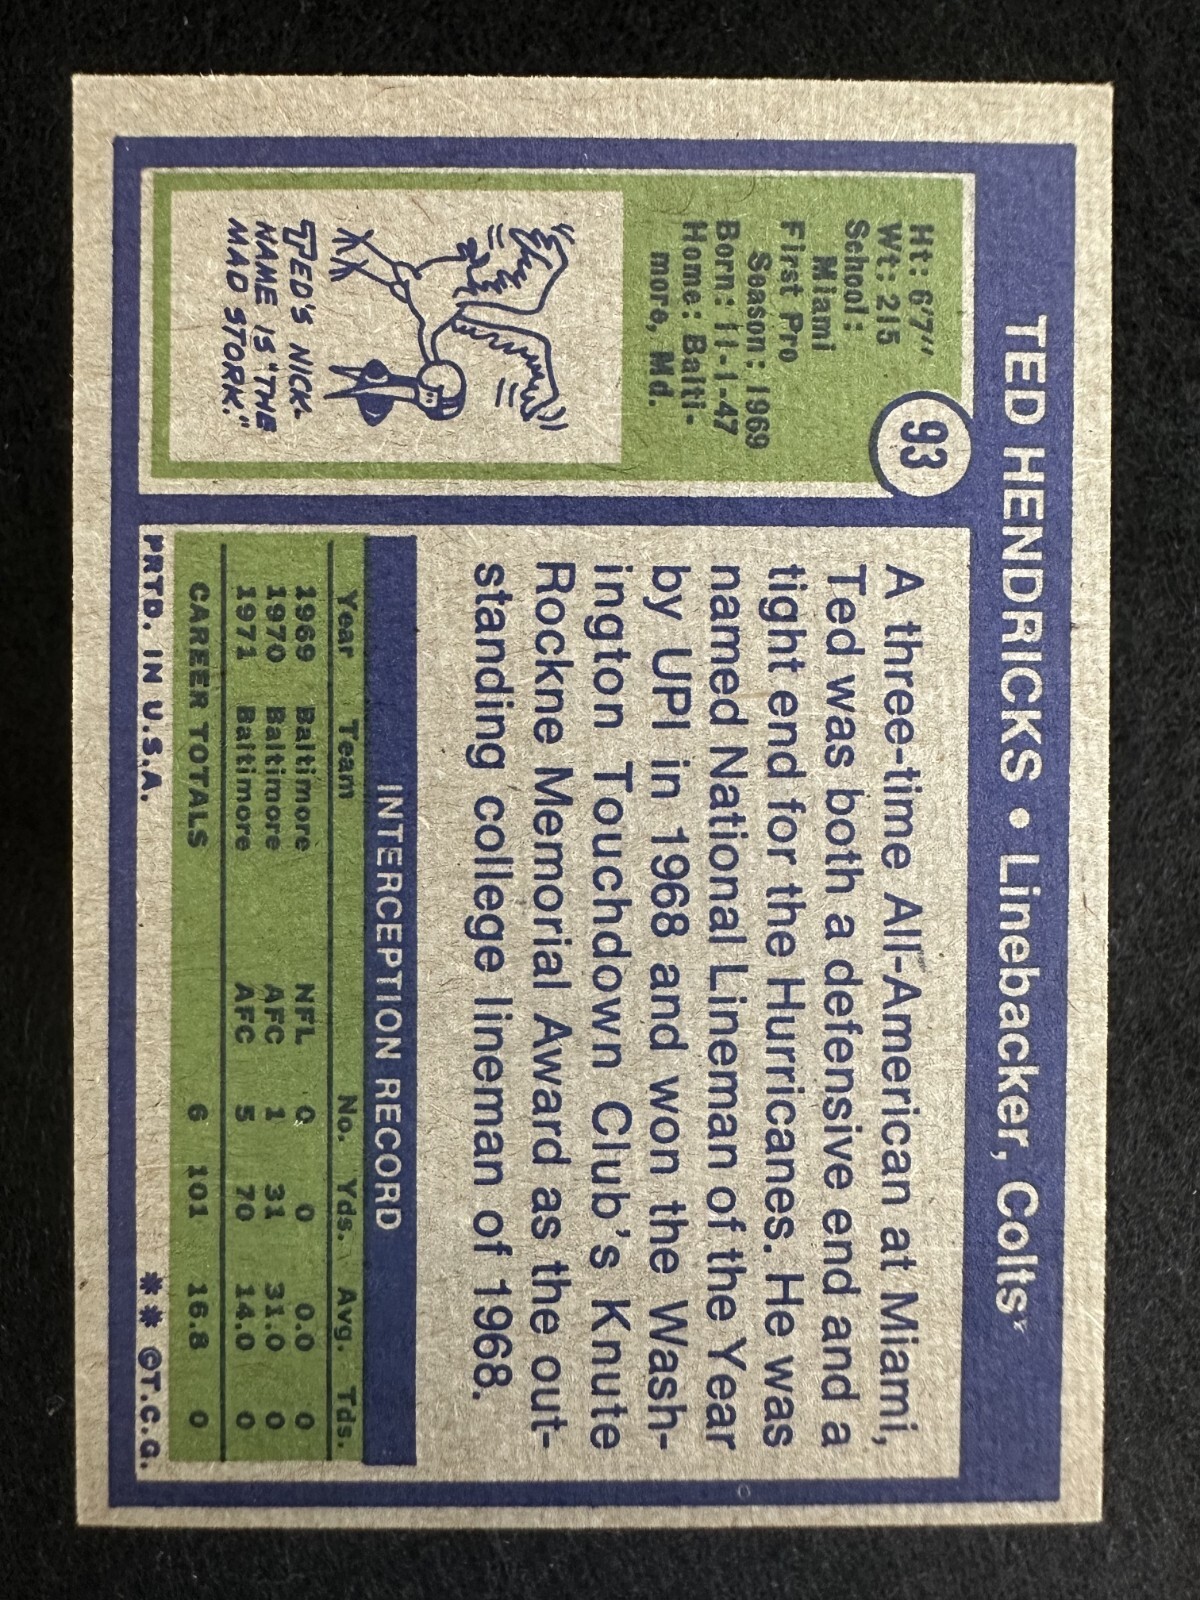 TED HENDRICKS • Linebacker, Colts
93
Ht: 6'7"
Wt: 215
School:
Miami
First Pro
Season: 1969
Born: 11-1-47
Home: Balti-
more, Md.
TED'S NICK-
NAME IS "THE
MAD STORK."
A three-time All-American at Miami,
Ted was both a defensive end and a
tight end for the Hurricanes. He was
named National Lineman of the Year
by UPI in 1968 and won the Wash-
ington Touchdown Club's Knute
Rockne Memorial Award as the out-
standing college lineman of 1968.
INTERCEPTION RECORD
Year Team No. Yds. Avg. Tds.
1969 Baltimore NFL 0 0 0.0 0
1970 Baltimore AFC 1 31 31.0 0
1971 Baltimore AFC 5 70 14.0 0
CAREER TOTALS 6 101 16.8 0
PRTD. IN U.S.A. ** ©T.C.G.